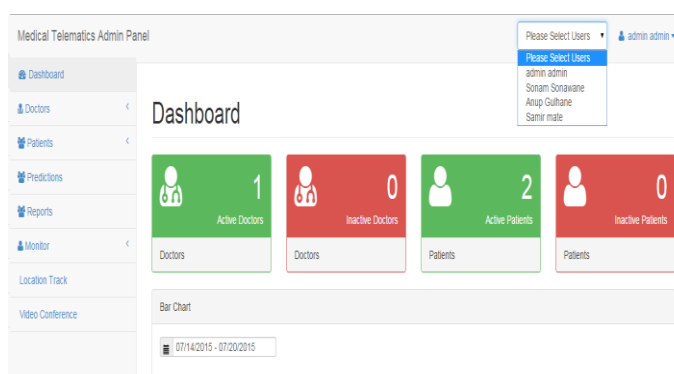 Medical Telematics Admin Panel
Please Select Users
admin admin
Please Select Users
admin admin
Sonam Sonawane
Anup Gulhane
Samir mate
Dashboard
Doctors
Patients
Predictions
Reports
Monitor
Location Track
Video Conference
Dashboard
1
Active Doctors
Doctors
0
Inactive Doctors
Doctors
2
Active Patients
Patients
0
Inactive Patients
Patients
Bar Chart
07/14/2015 - 07/20/2015